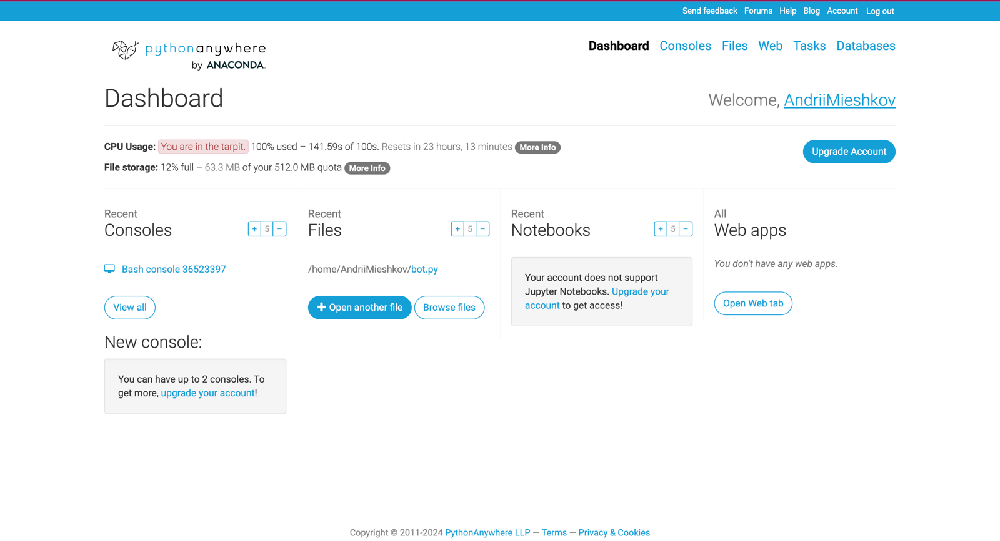 Send feedback Forums Help Blog Account Log out
pythonanywhere
by ANACONDA.
Dashboard Consoles Files Web Tasks Databases
Dashboard
Welcome, AndriiMieshkov
CPU Usage: You are in the tarpit. 100% used – 141.59s of 100s. Resets in 23 hours, 13 minutes More Info
Upgrade Account
File storage: 12% full – 63.3 MB of your 512.0 MB quota More Info
Recent
Consoles
+ 5 −
Bash console 36523397
View all
New console:
You can have up to 2 consoles. To
get more, upgrade your account!
Recent
Files
+ 5 −
/home/AndriiMieshkov/bot.py
+ Open another file Browse files
Recent
Notebooks
+ 5 −
Your account does not support
Jupyter Notebooks. Upgrade your
account to get access!
All
Web apps
You don't have any web apps.
Open Web tab
Copyright © 2011-2024 PythonAnywhere LLP — Terms — Privacy & Cookies